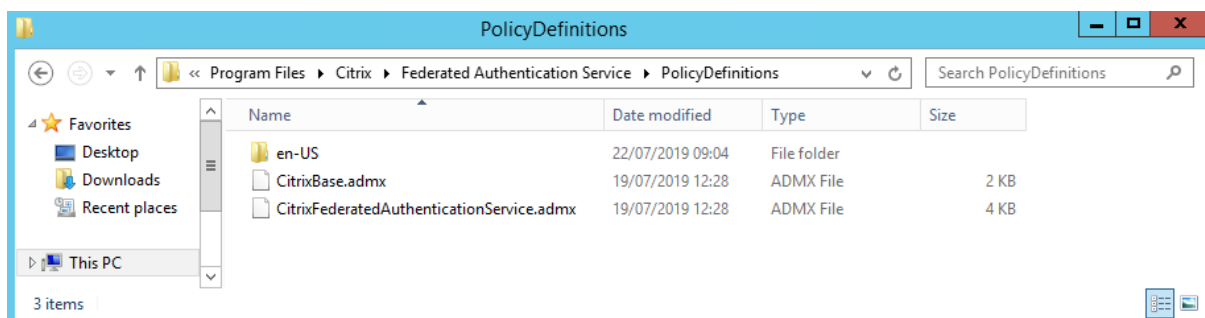 PolicyDefinitions
« Program Files Citrix Federated Authentication Service PolicyDefinitions Search PolicyDefinitions
Favorites
Desktop
Downloads
Recent places
This PC
Name Date modified Type Size
en-US 22/07/2019 09:04 File folder
CitrixBase.admx 19/07/2019 12:28 ADMX File 2 KB
CitrixFederatedAuthenticationService.admx 19/07/2019 12:28 ADMX File 4 KB
3 items